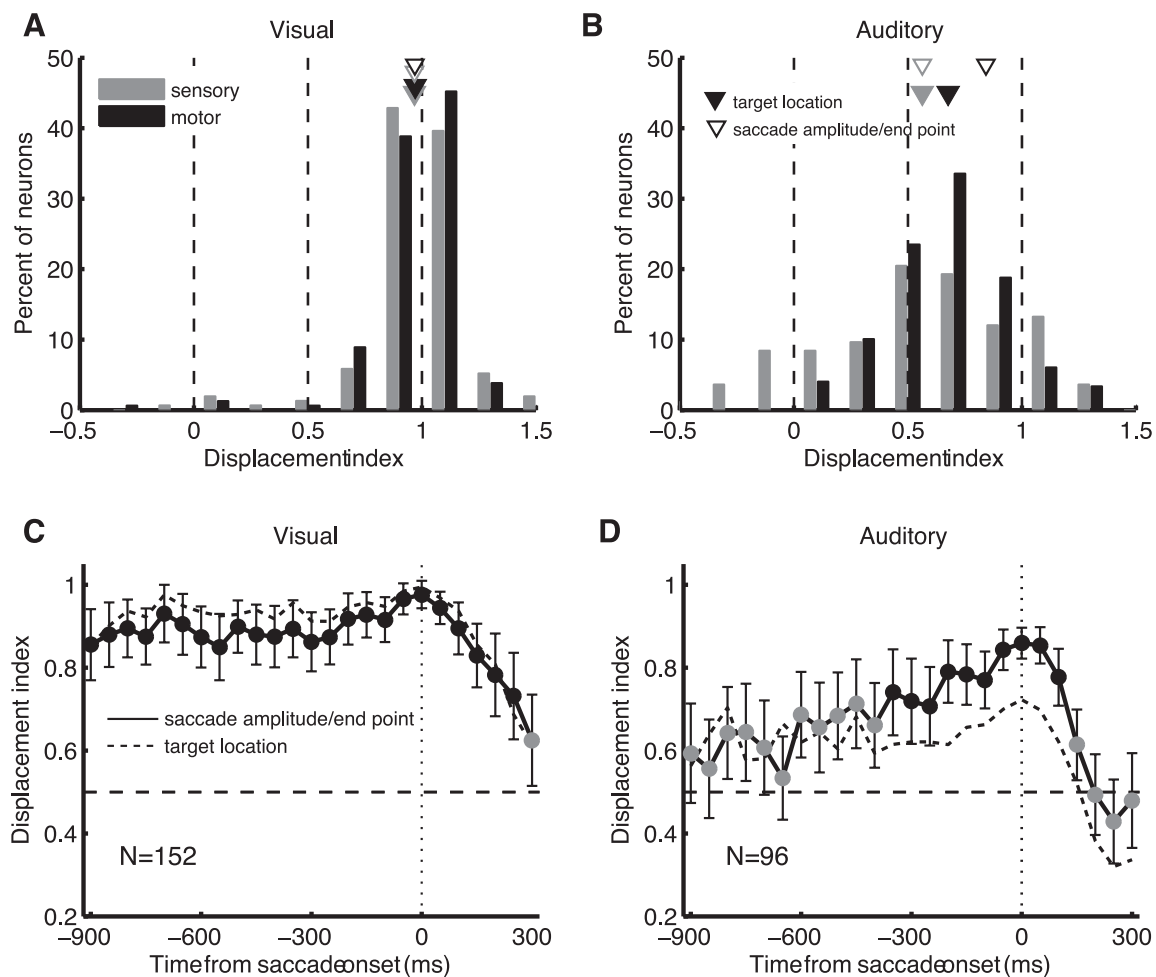 A
Visual
50
40
30
20
10
0
Percent of neurons
sensory
motor
−0.5
0
0.5
1
1.5
Displacementindex
B
Auditory
50
40
30
20
10
0
Percent of neurons
target location
saccade amplitude/end point
−0.5
0
0.5
1
1.5
Displacementindex
C
Visual
1
0.8
0.6
0.4
0.2
Displacement index
saccade amplitude/end point
target location
N=152
−900
−600
−300
0
300
Timefrom saccadeonset (ms)
D
Auditory
1
0.8
0.6
0.4
0.2
Displacement index
N=96
−900
−600
−300
0
300
Timefrom saccadeonset (ms)